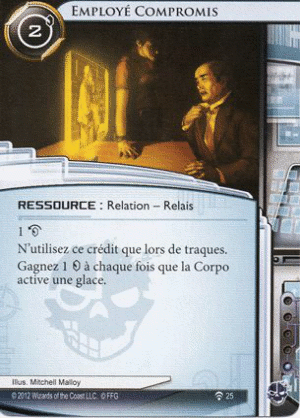 EMPLOYÉ COMPROMIS
2
RESSOURCE : Relation – Relais
1
N'utilisez ce crédit que lors de traques.
Gagnez 1 à chaque fois que la Corpo
active une glace.
Illus. Mitchell Malloy
© 2012 Wizards of the Coast LLC. © FFG
25